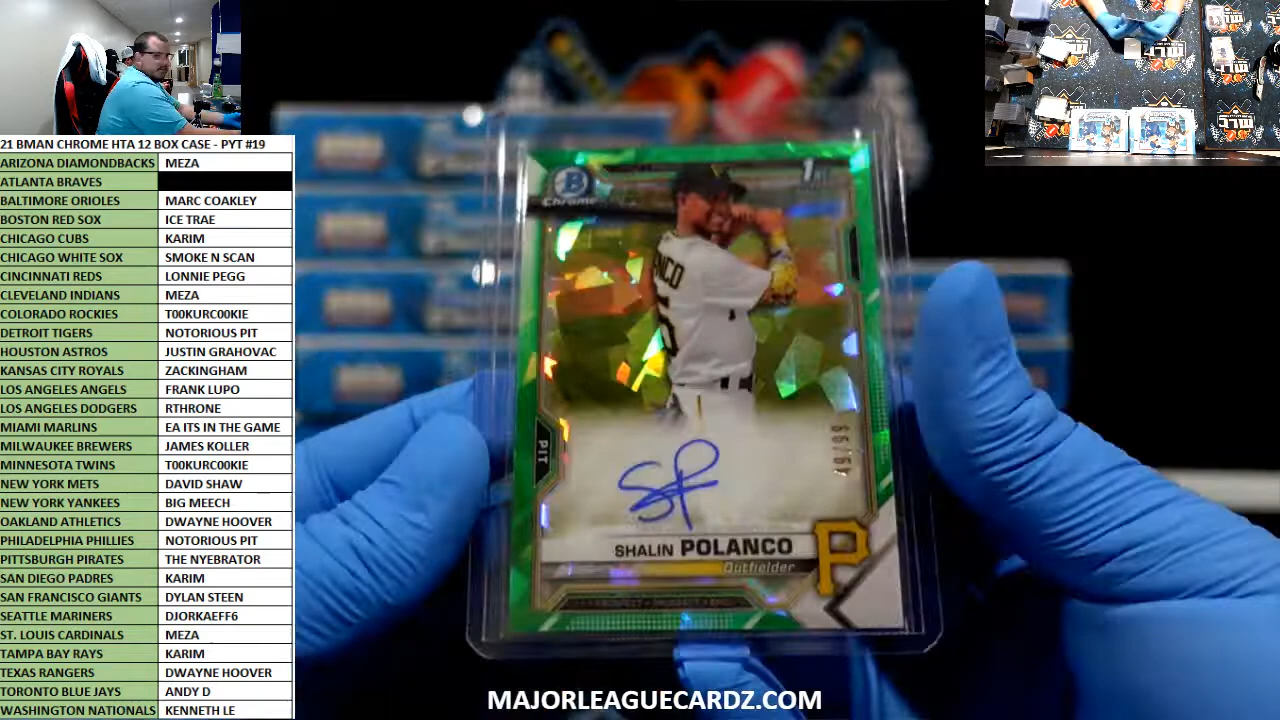 21 BMAN CHROME HTA 12 BOX CASE - PYT #19
ARIZONA DIAMONDBACKS MEZA
ATLANTA BRAVES
BALTIMORE ORIOLES MARC COAKLEY
BOSTON RED SOX ICE TRAE
CHICAGO CUBS KARIM
CHICAGO WHITE SOX SMOKE N SCAN
CINCINNATI REDS LONNIE PEGG
CLEVELAND INDIANS MEZA
COLORADO ROCKIES T00KURC00KIE
DETROIT TIGERS NOTORIOUS PIT
HOUSTON ASTROS JUSTIN GRAHOVAC
KANSAS CITY ROYALS ZACKINGHAM
LOS ANGELES ANGELS FRANK LUPO
LOS ANGELES DODGERS RTHRONE
MIAMI MARLINS EA ITS IN THE GAME
MILWAUKEE BREWERS JAMES KOLLER
MINNESOTA TWINS T00KURC00KIE
NEW YORK METS DAVID SHAW
NEW YORK YANKEES BIG MEECH
OAKLAND ATHLETICS DWAYNE HOOVER
PHILADELPHIA PHILLIES NOTORIOUS PIT
PITTSBURGH PIRATES THE NYEBRATOR
SAN DIEGO PADRES KARIM
SAN FRANCISCO GIANTS DYLAN STEEN
SEATTLE MARINERS DJORKAEFF6
ST. LOUIS CARDINALS MEZA
TAMPA BAY RAYS KARIM
TEXAS RANGERS DWAYNE HOOVER
TORONTO BLUE JAYS ANDY D
WASHINGTON NATIONALS KENNETH LE
B
Chrome
1st
NCO
PIT
49/99
SP
SHALIN POLANCO
Outfielder
P
MAJORLEAGUECARDZ.COM